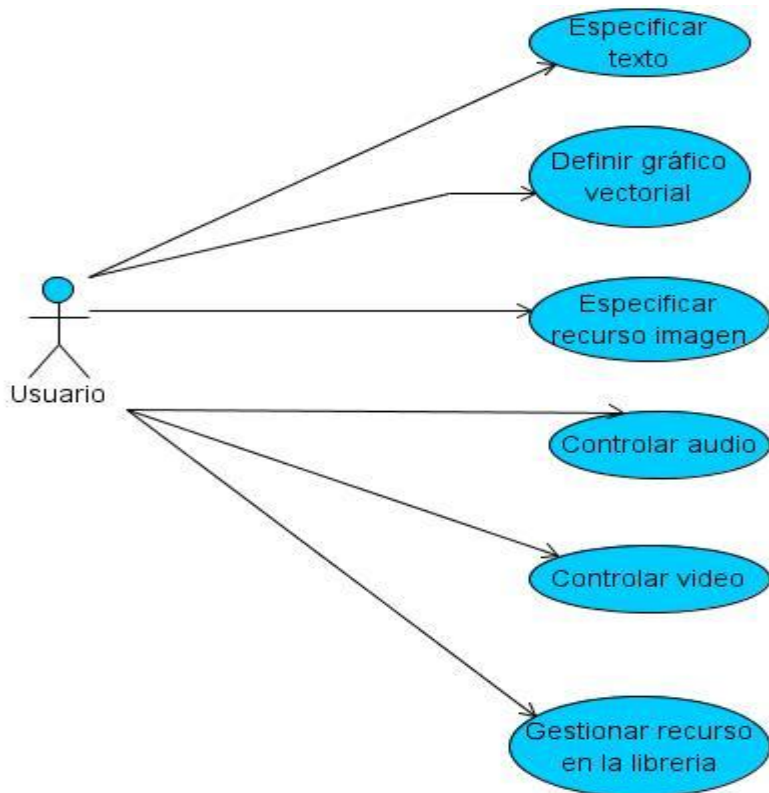 Especificar
texto
Definir gráfico
vectorial
Especificar
recurso imagen
Usuario
Controlar audio
Controlar video
Gestionar recurso
en la libreria